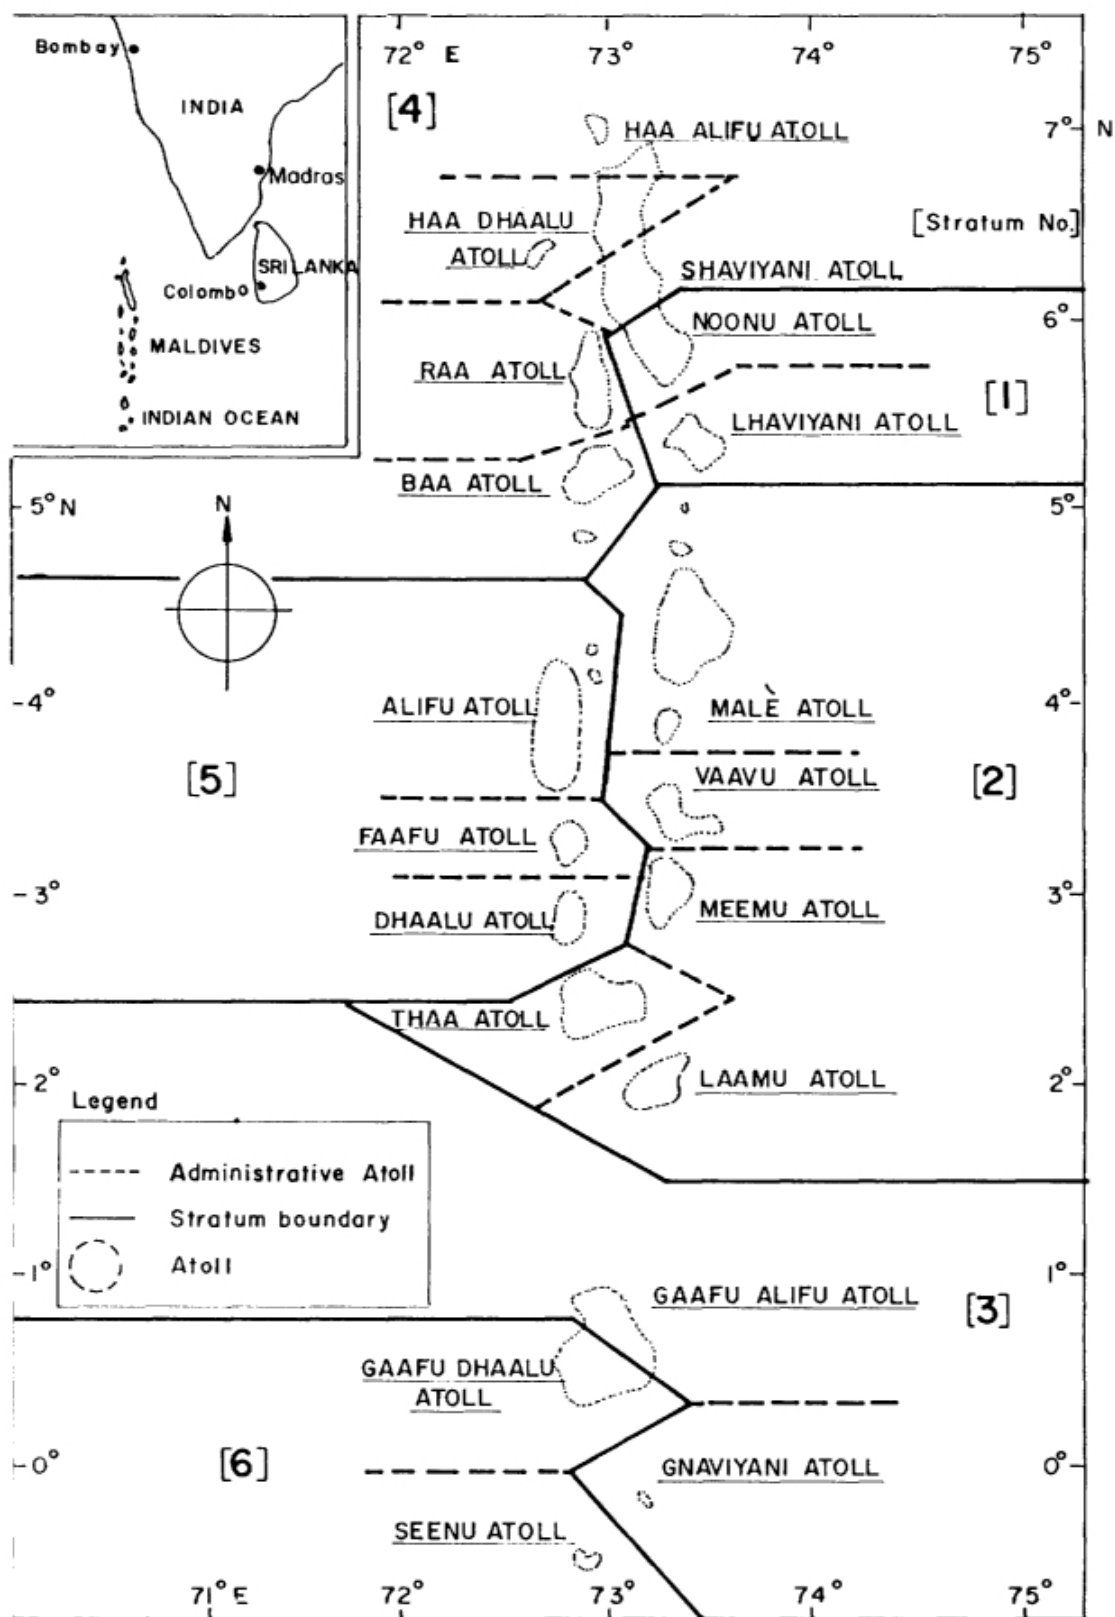 72° E 73° 74° 75°
Bombay
INDIA
Madras
SRI LANKA
Colombo
MALDIVES
INDIAN OCEAN
[4]
HAA ALIFU ATOLL
7° N
HAA DHAALU
ATOLL
[Stratum No.]
SHAVIYANI ATOLL
NOONU ATOLL
6°
RAA ATOLL
[1]
LHAVIYANI ATOLL
BAA ATOLL
5° N
N
5°
4°
ALIFU ATOLL
MALÈ ATOLL
4°
[5]
VAAVU ATOLL
[2]
FAAFU ATOLL
3°
DHAALU ATOLL
MEEMU ATOLL
3°
THAA ATOLL
2°
LAAMU ATOLL
2°
Legend
Administrative Atoll
Stratum boundary
Atoll
1°
GAAFU ALIFU ATOLL
[3]
1°
GAAFU DHAALU
ATOLL
0°
[6]
GNAVIYANI ATOLL
0°
SEENU ATOLL
71° E 72° 73° 74° 75°